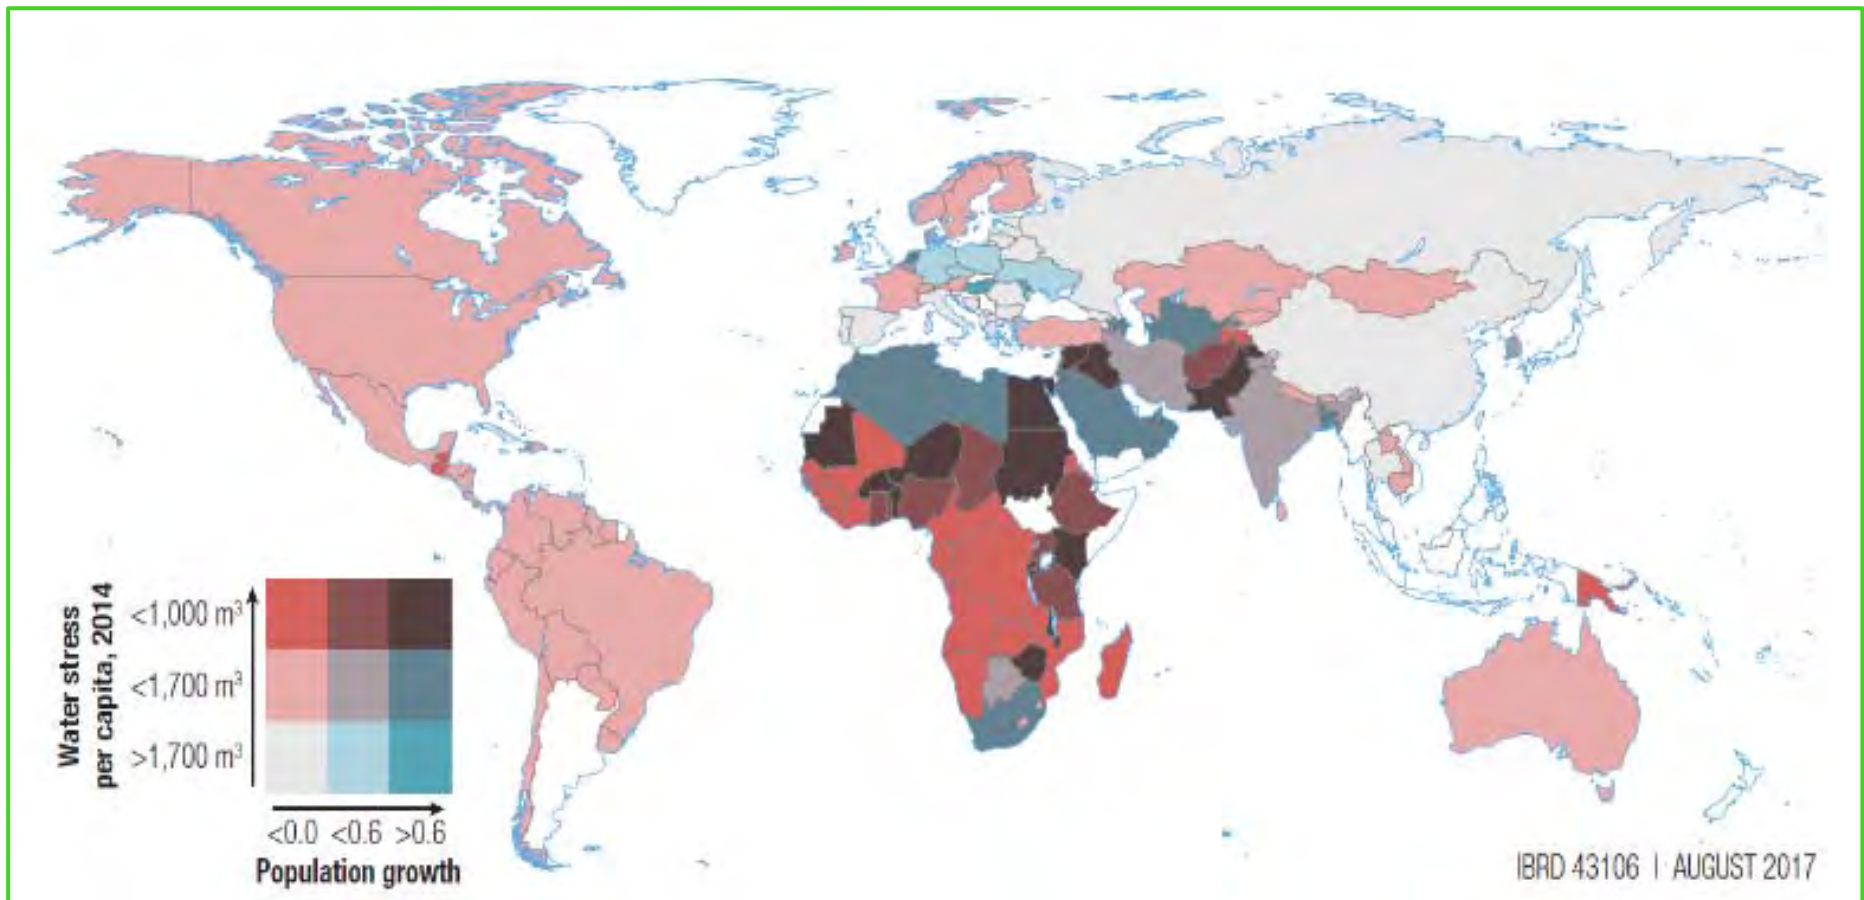 Water stress
per capita, 2014
<1,000 m³
<1,700 m³
>1,700 m³
<0.0 <0.6 >0.6
Population growth
IBRD 43106 | AUGUST 2017